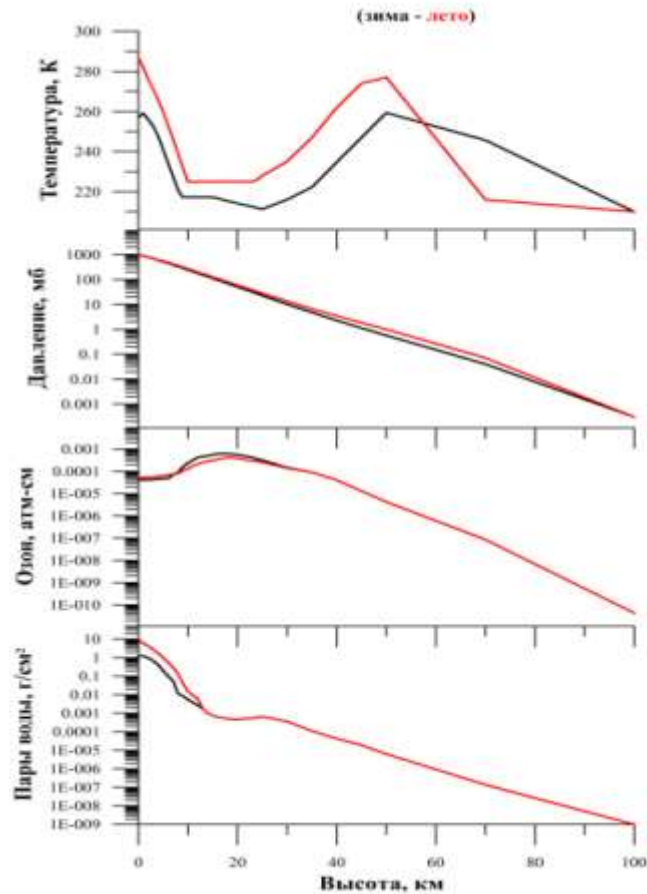 (зима - лето)
Температура, К
300
280
260
240
220
Давление, мб
1000
100
10
1
0.1
0.01
0.001
Озон, атм-см
0.001
0.0001
1E-005
1E-006
1E-007
1E-008
1E-009
1E-010
Пары воды, г/см²
10
1
0.1
0.01
0.001
0.0001
1E-005
1E-006
1E-007
1E-008
1E-009
0 20 40 60 80 100
Высота, км